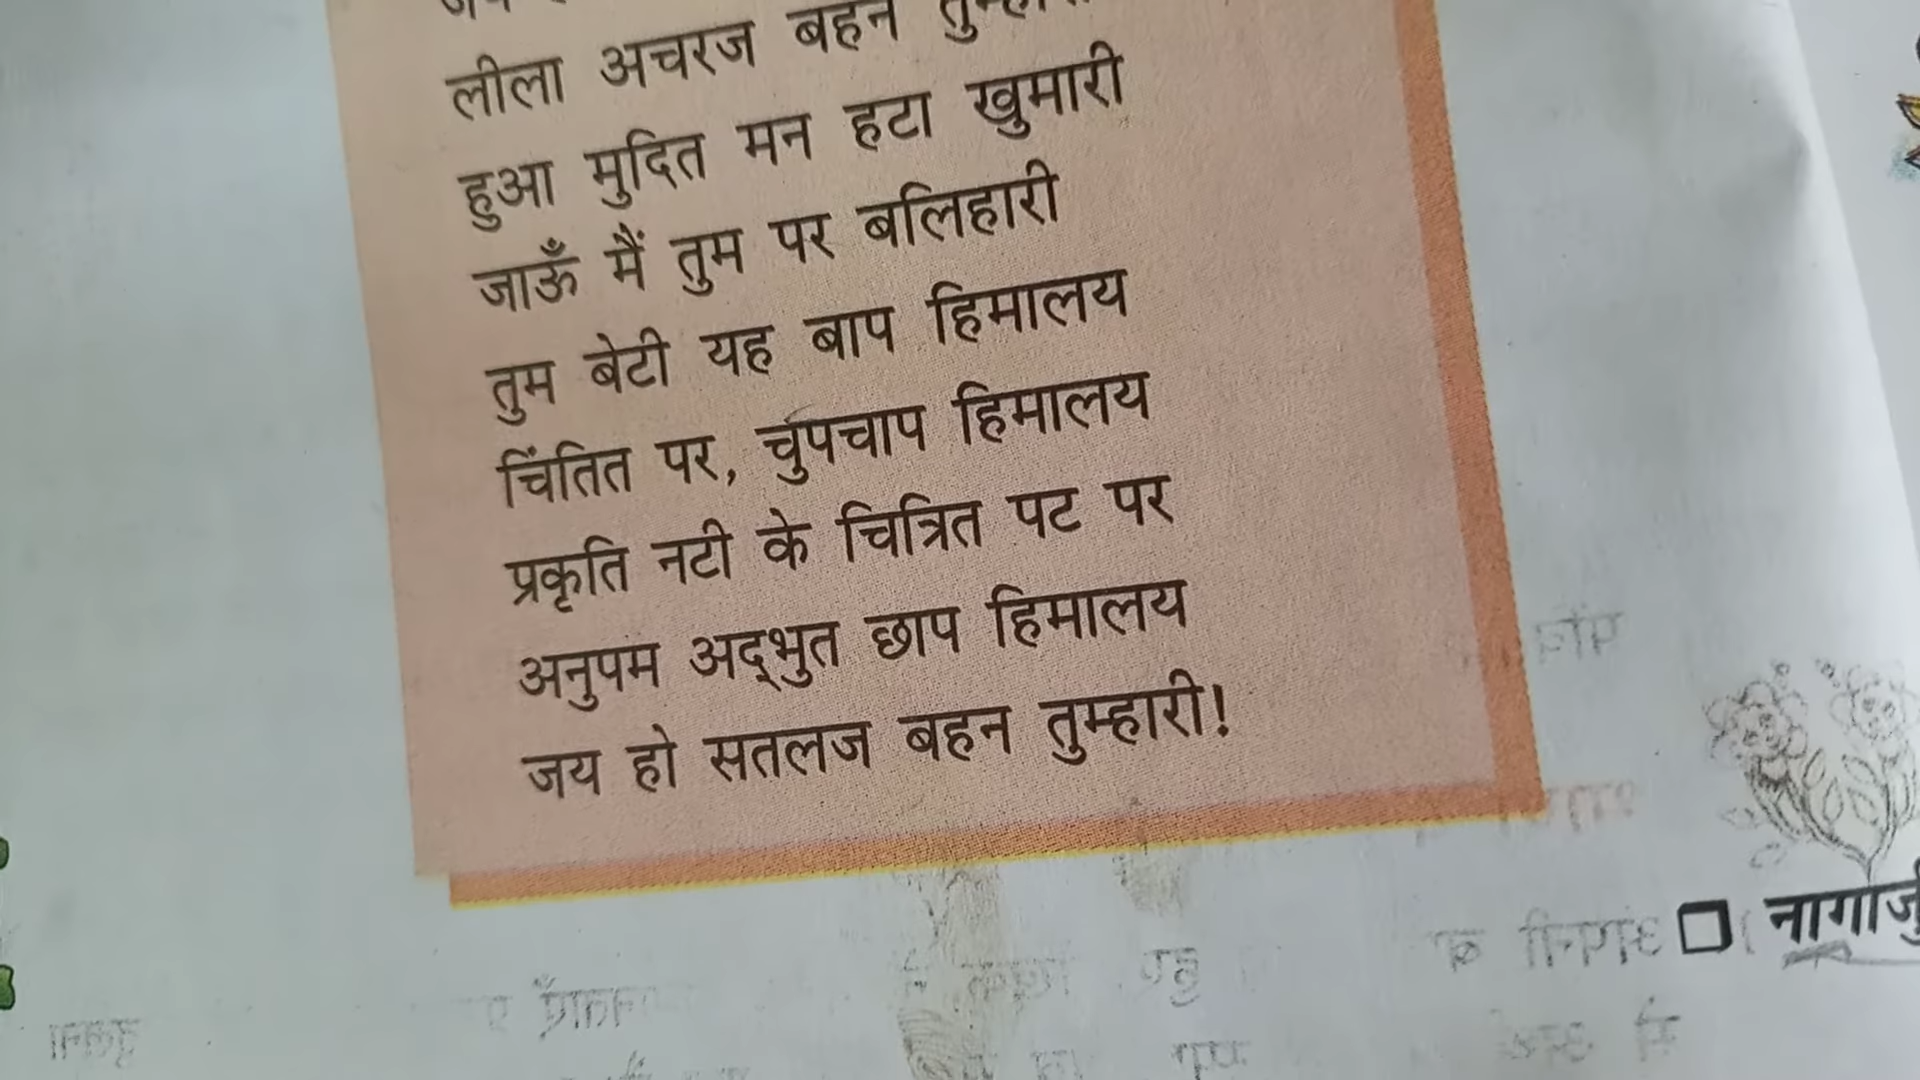 लीला अचरज बहन तुम्हारी
हुआ मुदित मन हटा खुमारी
जाऊँ मैं तुम पर बलिहारी
तुम बेटी यह बाप हिमालय
चिंतित पर, चुपचाप हिमालय
प्रकृति नटी के चित्रित पट पर
अनुपम अद्‌भुत छाप हिमालय
जय हो सतलज बहन तुम्हारी!